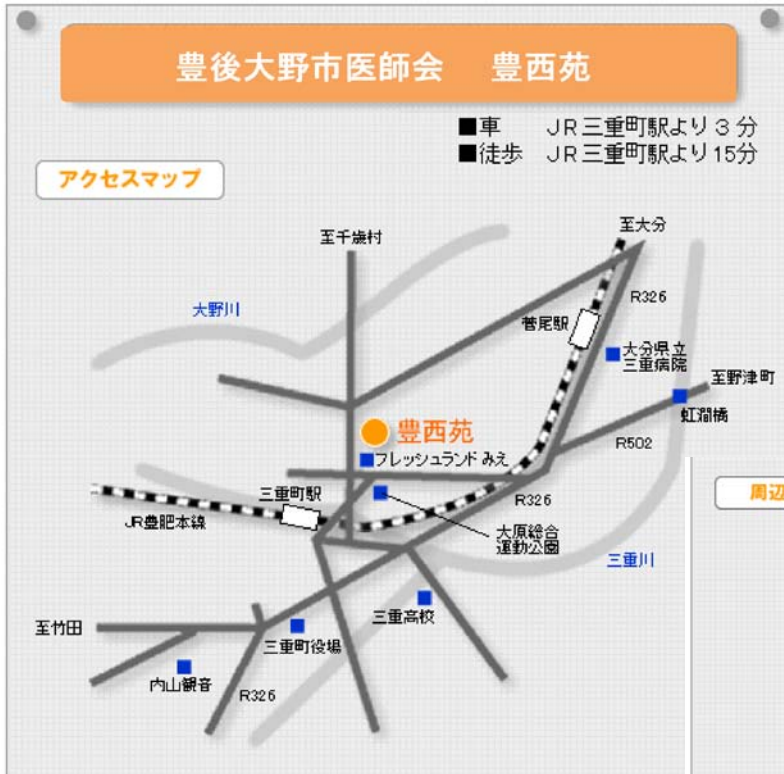 豊後大野市医師会 豊西苑
■車 JR三重町駅より3分
■徒歩 JR三重町駅より15分
アクセスマップ
至大分
至千歳村
R326
大野川
菅尾駅
大分県立
三重病院
至野津町
虹澗橋
豊西苑
R502
フレッシュランド みえ
三重町駅
R326
周辺
JR豊肥本線
大原総合
運動公園
三重川
三重高校
至竹田
三重町役場
内山観音
R326